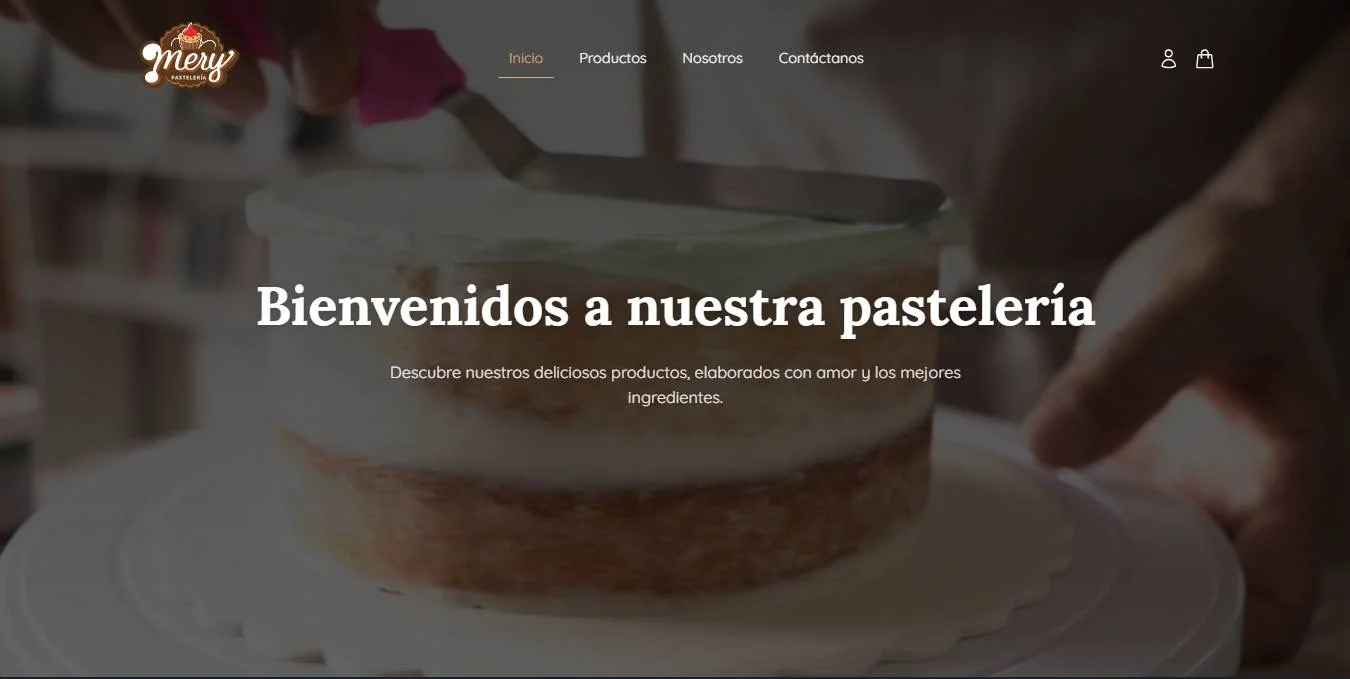 Mery
PASTELERÍA
Inicio
Productos
Nosotros
Contáctanos
Bienvenidos a nuestra pastelería
Descubre nuestros deliciosos productos, elaborados con amor y los mejores
ingredientes.